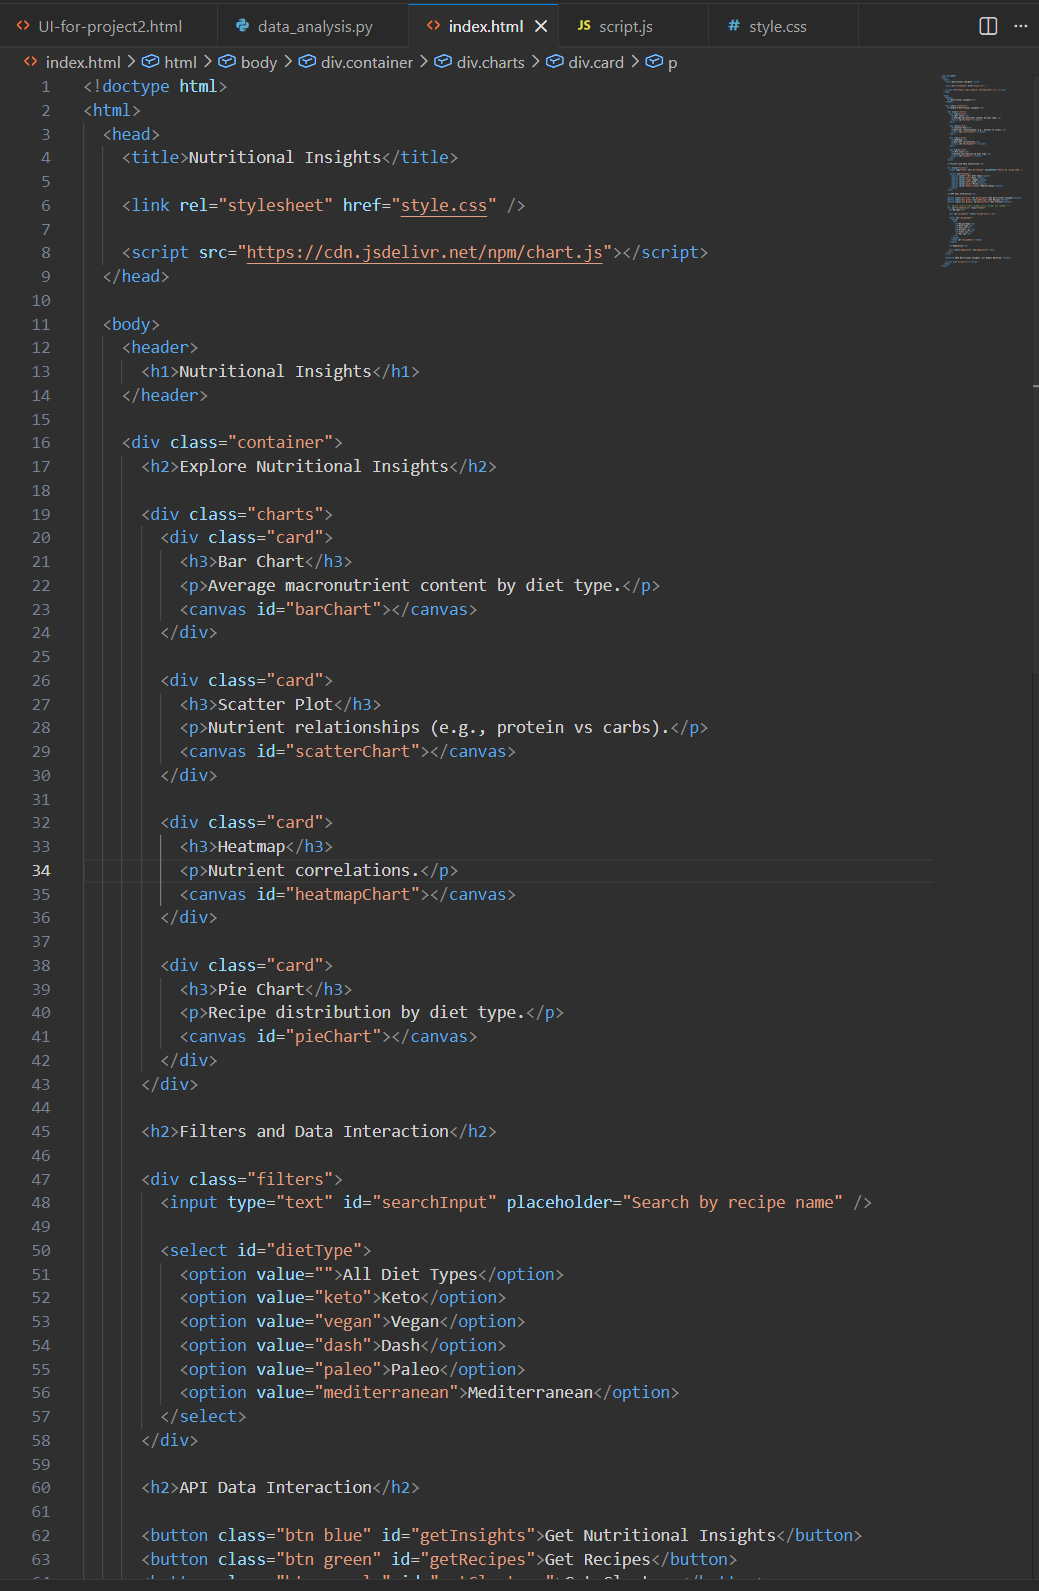 UI-for-project2.html data_analysis.py index.html JS script.js # style.css
index.html > html > body > div.container > div.charts > div.card > p
1 <!doctype html>
2 <html>
3 <head>
4 <title>Nutritional Insights</title>
5
6 <link rel="stylesheet" href="style.css" />
7
8 <script src="https://cdn.jsdelivr.net/npm/chart.js"></script>
9 </head>
10
11 <body>
12 <header>
13 <h1>Nutritional Insights</h1>
14 </header>
15
16 <div class="container">
17 <h2>Explore Nutritional Insights</h2>
18
19 <div class="charts">
20 <div class="card">
21 <h3>Bar Chart</h3>
22 <p>Average macronutrient content by diet type.</p>
23 <canvas id="barChart"></canvas>
24 </div>
25
26 <div class="card">
27 <h3>Scatter Plot</h3>
28 <p>Nutrient relationships (e.g., protein vs carbs).</p>
29 <canvas id="scatterChart"></canvas>
30 </div>
31
32 <div class="card">
33 <h3>Heatmap</h3>
34 <p>Nutrient correlations.</p>
35 <canvas id="heatmapChart"></canvas>
36 </div>
37
38 <div class="card">
39 <h3>Pie Chart</h3>
40 <p>Recipe distribution by diet type.</p>
41 <canvas id="pieChart"></canvas>
42 </div>
43 </div>
44
45 <h2>Filters and Data Interaction</h2>
46
47 <div class="filters">
48 <input type="text" id="searchInput" placeholder="Search by recipe name" />
49
50 <select id="dietType">
51 <option value="">All Diet Types</option>
52 <option value="keto">Keto</option>
53 <option value="vegan">Vegan</option>
54 <option value="dash">Dash</option>
55 <option value="paleo">Paleo</option>
56 <option value="mediterranean">Mediterranean</option>
57 </select>
58 </div>
59
60 <h2>API Data Interaction</h2>
61
62 <button class="btn blue" id="getInsights">Get Nutritional Insights</button>
63 <button class="btn green" id="getRecipes">Get Recipes</button>